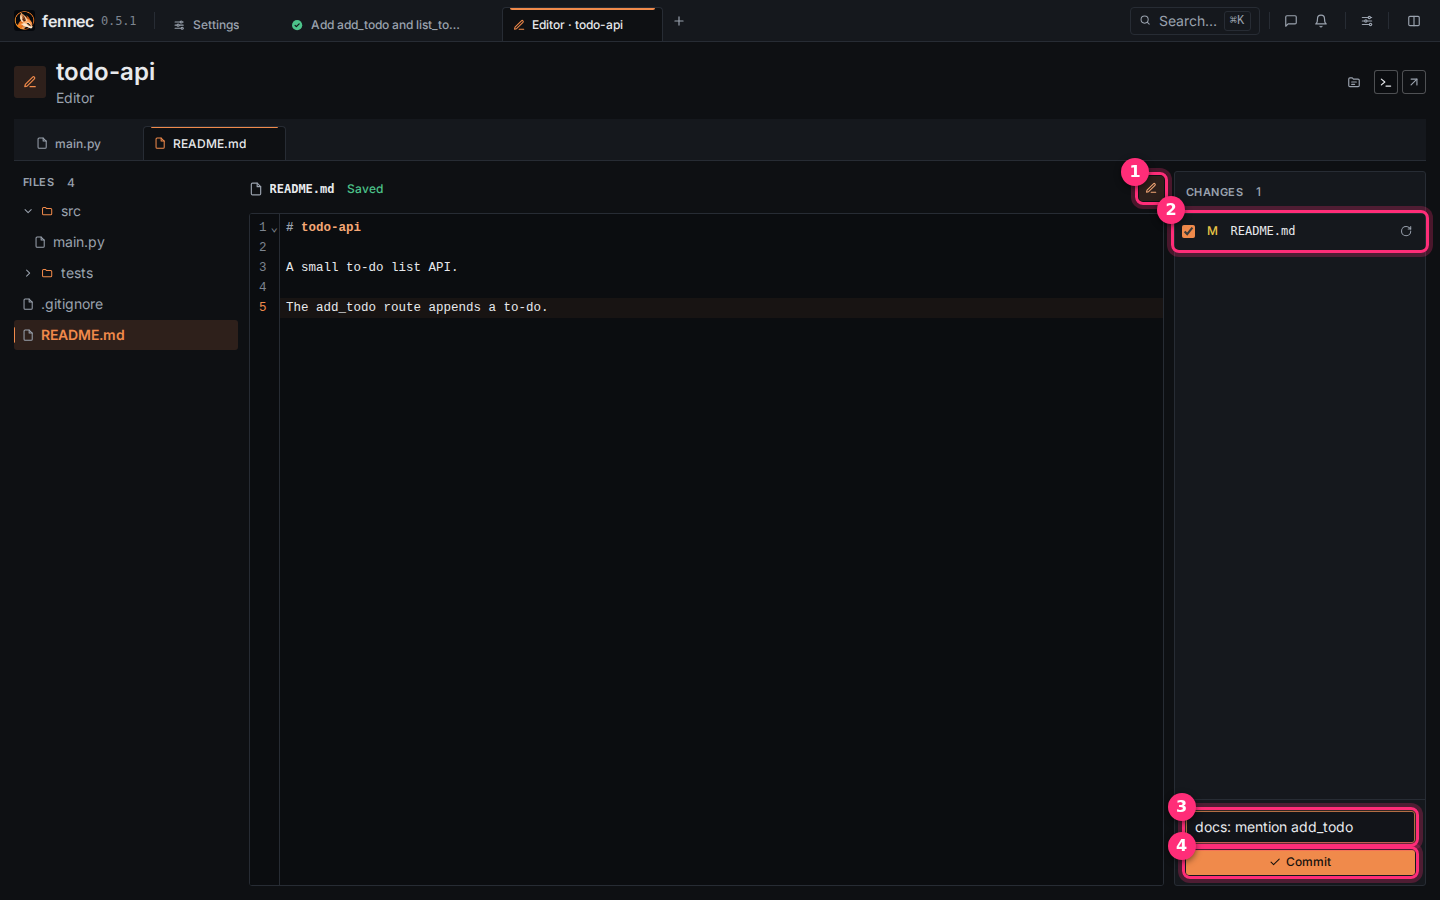 fennec 0.5.1
Settings
Add add_todo and list_to...
Editor · todo-api
Search... ⌘K
todo-api
Editor
main.py
README.md
FILES 4
src
main.py
tests
.gitignore
README.md
README.md Saved
1 # todo-api
2
3 A small to-do list API.
4
5 The add_todo route appends a to-do.
1
CHANGES 1
2
M README.md
3
docs: mention add_todo
4
Commit